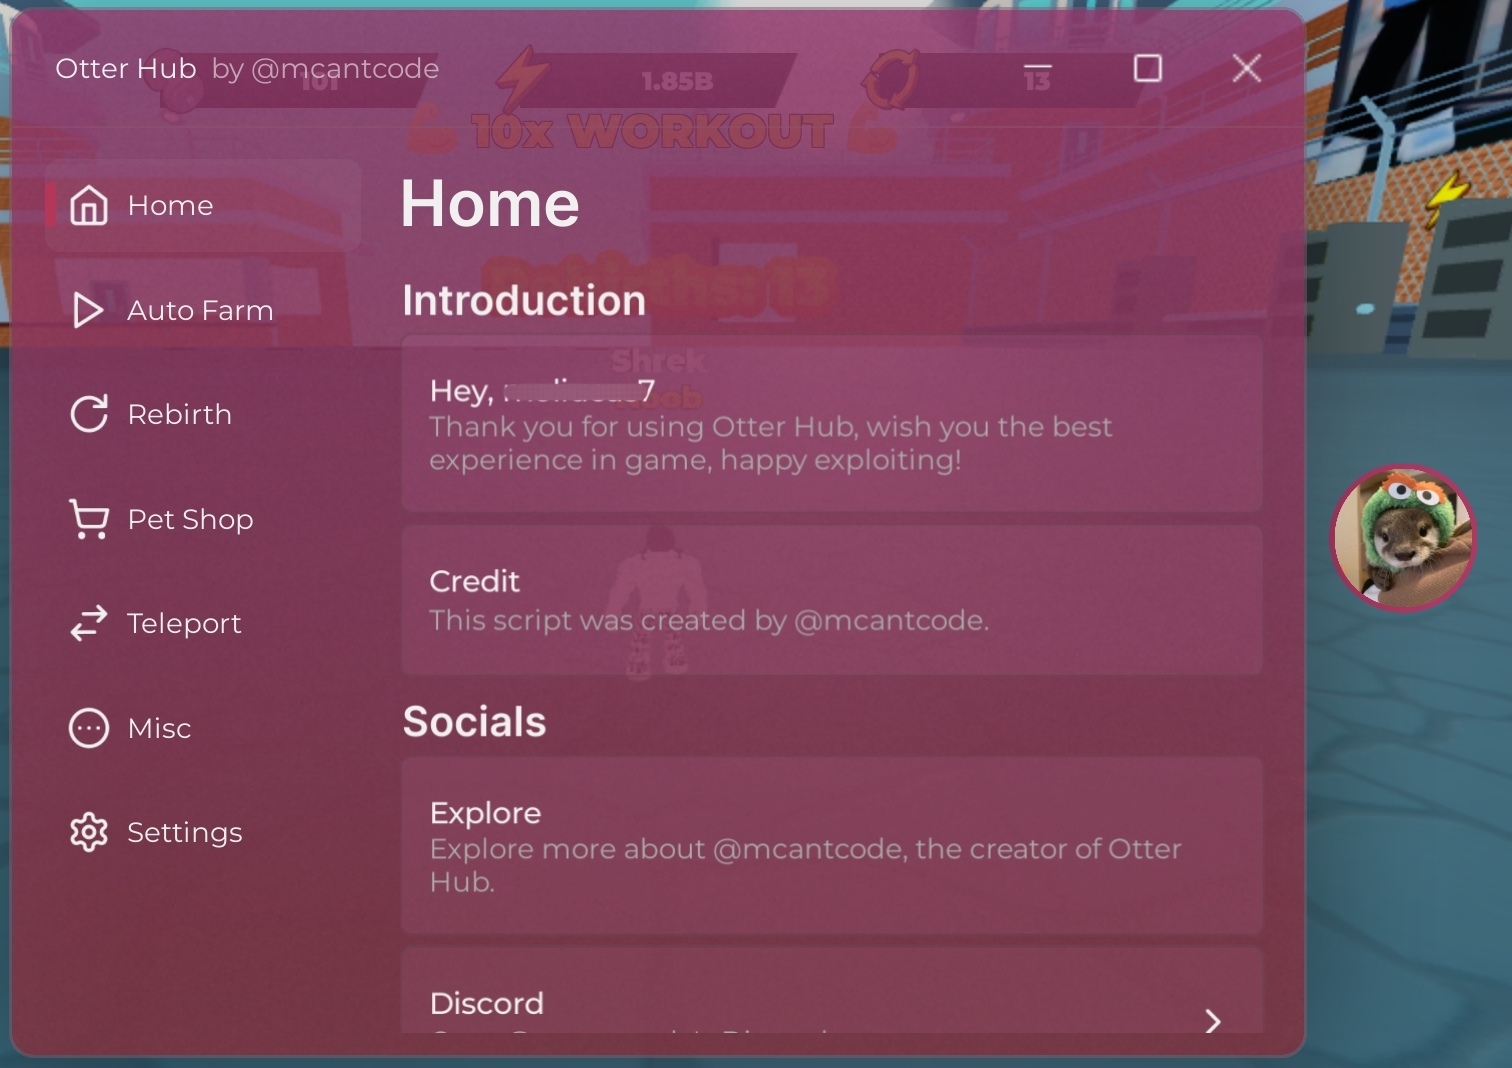 Otter Hub by @mcantcode
101
1.85B
13
10x WORKOUT
Home
Auto Farm
Rebirth
Pet Shop
Teleport
Misc
Settings
Home
Rebirths: 13
Introduction
Shrek
Noob
Hey, 7
Thank you for using Otter Hub, wish you the best
experience in game, happy exploiting!
Credit
This script was created by @mcantcode.
Socials
Explore
Explore more about @mcantcode, the creator of Otter
Hub.
Discord